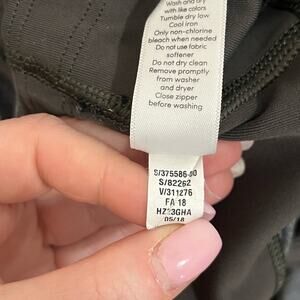 Wash and dry
with like colors
Tumble dry low
Cool iron
Only non-chlorine
bleach when needed
Do not use fabric
softener
Do not dry clean
Remove promptly
from washer
and dryer
Close zipper
before washing
S/375586-00
S/82262
V/311276
FA 18
05/18